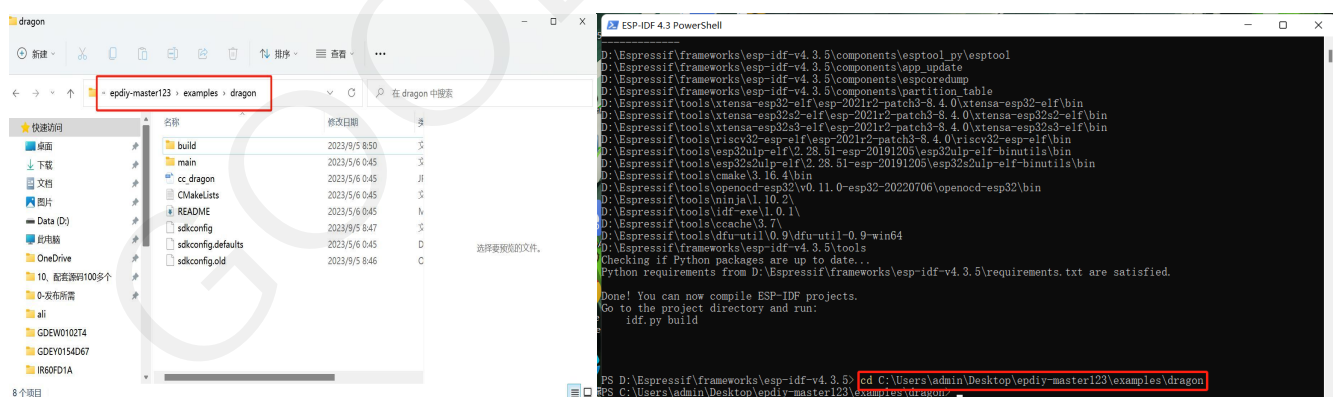 dragon
新建
排序
查看
epdiy-master123 › examples › dragon
在 dragon 中搜索
快速访问
桌面
下载
文档
图片
Data (D:)
此电脑
OneDrive
10、配套源码100多个
0-发布所需
ali
GDEW0102T4
GDEY0154D67
IR60FD1A
名称 修改日期
build 2023/9/5 8:50
main 2023/5/6 0:45
cc_dragon 2023/5/6 0:45
CMakeLists 2023/5/6 0:45
README 2023/5/6 0:45
sdkconfig 2023/9/5 8:47
sdkconfig.defaults 2023/5/6 0:45
sdkconfig.old 2023/9/5 8:46
选择要预览的文件。
8 个项目
ESP-IDF 4.3 PowerShell
-------------
D:\Espressif\frameworks\esp-idf-v4.3.5\components\esptool_py\esptool
D:\Espressif\frameworks\esp-idf-v4.3.5\components\app_update
D:\Espressif\frameworks\esp-idf-v4.3.5\components\espcoredump
D:\Espressif\frameworks\esp-idf-v4.3.5\components\partition_table
D:\Espressif\tools\xtensa-esp32-elf\esp-2021r2-patch3-8.4.0\xtensa-esp32-elf\bin
D:\Espressif\tools\xtensa-esp32s2-elf\esp-2021r2-patch3-8.4.0\xtensa-esp32s2-elf\bin
D:\Espressif\tools\xtensa-esp32s3-elf\esp-2021r2-patch3-8.4.0\xtensa-esp32s3-elf\bin
D:\Espressif\tools\riscv32-esp-elf\esp-2021r2-patch3-8.4.0\riscv32-esp-elf\bin
D:\Espressif\tools\esp32ulp-elf\2.28.51-esp-20191205\esp32ulp-elf-binutils\bin
D:\Espressif\tools\esp32s2ulp-elf\2.28.51-esp-20191205\esp32s2ulp-elf-binutils\bin
D:\Espressif\tools\cmake\3.16.4\bin
D:\Espressif\tools\openocd-esp32\v0.11.0-esp32-20220706\openocd-esp32\bin
D:\Espressif\tools\ninja\1.10.2\
D:\Espressif\tools\idf-exe\1.0.1\
D:\Espressif\tools\ccache\3.7\
D:\Espressif\tools\dfu-util\0.9\dfu-util-0.9-win64
D:\Espressif\frameworks\esp-idf-v4.3.5\tools
Checking if Python packages are up to date...
Python requirements from D:\Espressif\frameworks\esp-idf-v4.3.5\requirements.txt are satisfied.
Done! You can now compile ESP-IDF projects.
Go to the project directory and run:
idf.py build
PS D:\Espressif\frameworks\esp-idf-v4.3.5> cd C:\Users\admin\Desktop\epdiy-master123\examples\dragon
PS C:\Users\admin\Desktop\epdiy-master123\examples\dragon>